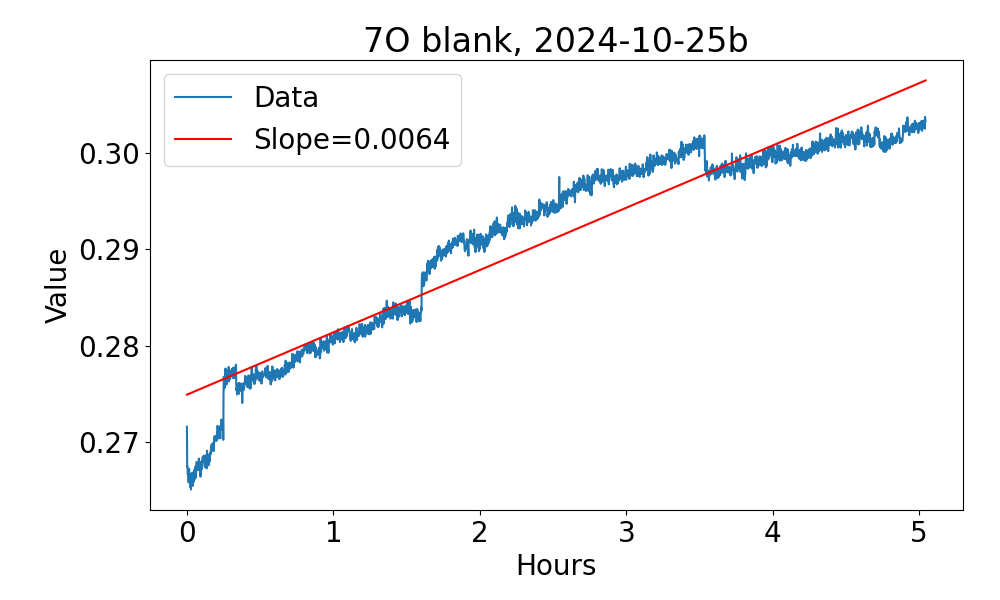 7O blank, 2024-10-25b
Data
Slope=0.0064
Value
0.30
0.29
0.28
0.27
0
1
2
3
4
5
Hours